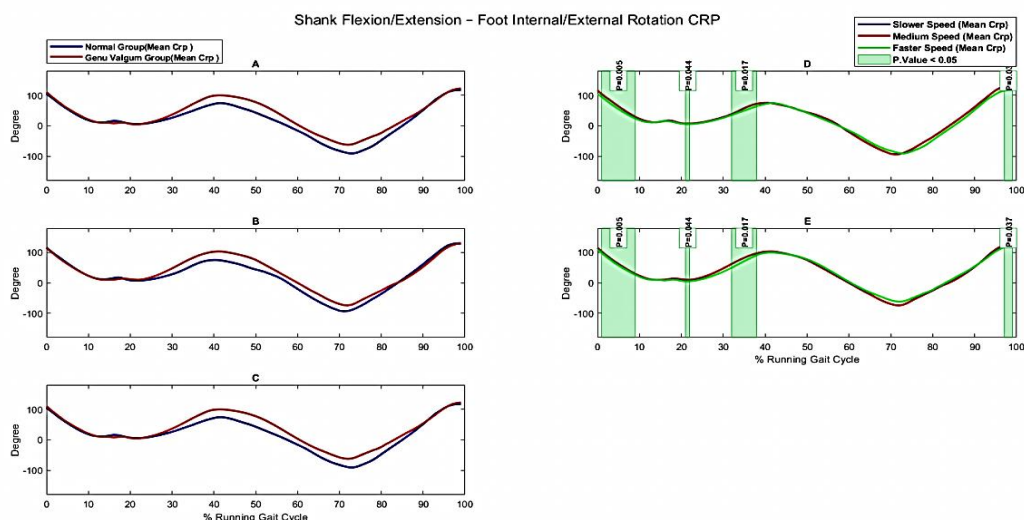 Shank Flexion/Extension – Foot Internal/External Rotation CRP
Normal Group(Mean Crp )
Genu Valgum Group(Mean Crp )
Slower Speed (Mean Crp)
Medium Speed (Mean Crp)
Faster Speed (Mean Crp)
P.Value < 0.05
A
Degree
100
0
-100
0 10 20 30 40 50 60 70 80 90 100
D
P=0.005
P=0.044
P=0.017
Degree
100
0
-100
0 10 20 30 40 50 60 70 80 90 100
B
Degree
100
0
-100
0 10 20 30 40 50 60 70 80 90 100
E
P=0.005
P=0.044
P=0.017
P=0.037
Degree
100
0
-100
0 10 20 30 40 50 60 70 80 90 100
% Running Gait Cycle
C
Degree
100
0
-100
0 10 20 30 40 50 60 70 80 90 100
% Running Gait Cycle